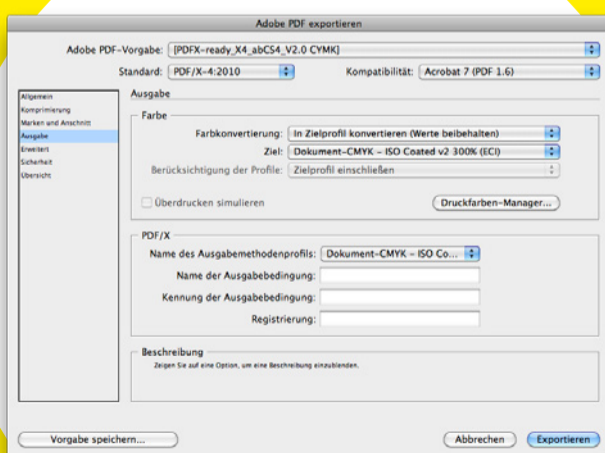 Adobe PDF exportieren
Adobe PDF-Vorgabe: [PDFX-ready_X4_abCS4_V2.0 CYMK]
Standard: PDF/X-4:2010 Kompatibilität: Acrobat 7 (PDF 1.6)
Allgemein
Komprimierung
Marken und Anschnitt
Ausgabe
Erweitert
Sicherheit
Übersicht
Ausgabe
Farbe
Farbkonvertierung: In Zielprofil konvertieren (Werte beibehalten)
Ziel: Dokument-CMYK - ISO Coated v2 300% (ECI)
Berücksichtigung der Profile: Zielprofil einschließen
Überdrucken simulieren Druckfarben-Manager...
PDF/X
Name des Ausgabemethodenprofils: Dokument-CMYK - ISO Co...
Name der Ausgabebedingung:
Kennung der Ausgabebedingung:
Registrierung:
Beschreibung
Zeigen Sie auf eine Option, um eine Beschreibung einzublenden.
Vorgabe speichern... Abbrechen Exportieren